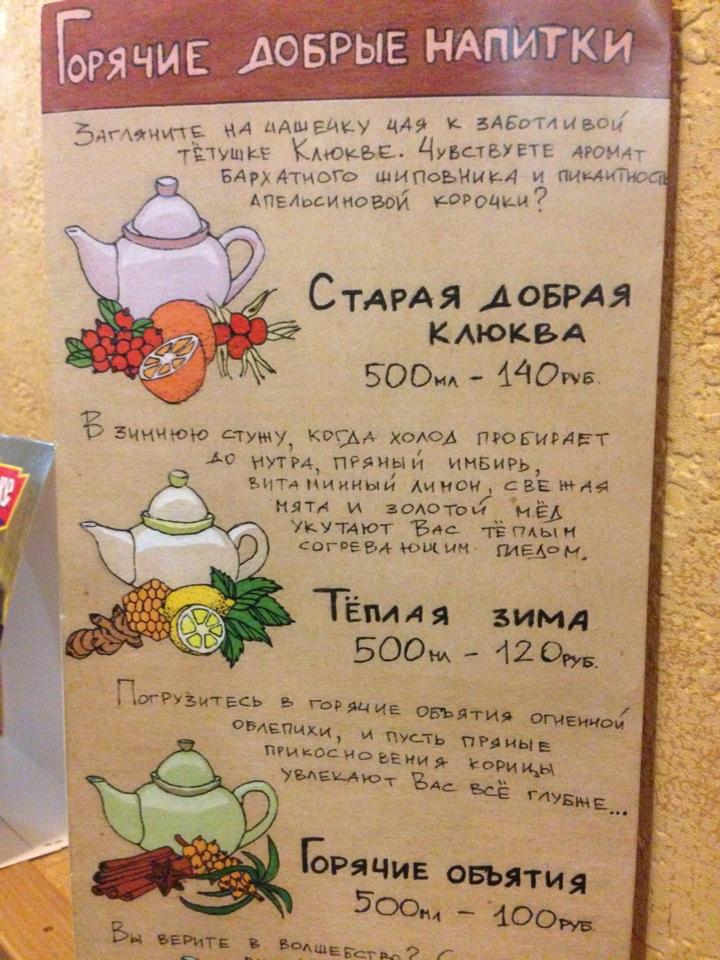 Горячие добрые напитки
Загляните на чашечку чая к заботливой
тётушке Клюкве. Чувствуете аромат
бархатного шиповника и пикантность
апельсиновой корочки?
Старая добрая
клюква
500мл - 140руб.
В зимнюю стужу, когда холод пробирает
до нутра, пряный имбирь,
витаминный лимон, свежая
мята и золотой мёд
укутают Вас тёплым
согревающим пледом.
Тёплая зима
500мл - 120руб.
Погрузитесь в горячие объятия огненной
облепихи, и пусть пряные
прикосновения корицы
увлекают Вас всё глубже...
Горячие объятия
500мл - 100руб.
Вы верите в волшебство?